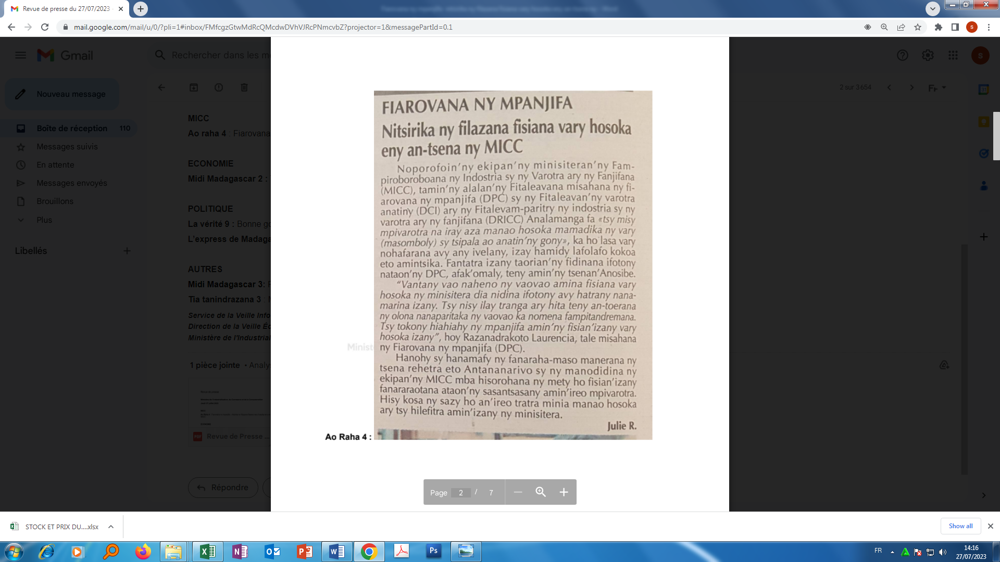 Revue de presse du 27/07/2023
mail.google.com/mail/u/0/?pli=1#inbox/FMfcgzGtwMdRcQMcdwDVhVJRcPNmcvbZ?projector=1&messagePartId=0.1
Gmail
Rechercher dans les m
Nouveau message
Boîte de réception 110
Messages suivis
En attente
Messages envoyés
Brouillons
Plus
Libellés
2 sur 3654
MICC
Ao raha 4 : Fiarovana
ECONOMIE
Midi Madagascar 2 :
POLITIQUE
La vérité 9 : Bonne go
L'express de Madaga
AUTRES
Midi Madagascar 3:
Tia tanindrazana 3 :
Service de la Veille Info
Direction de la Veille Éc
Ministère de l'Industrial
1 pièce jointe • Analys
PDF Revue de Presse ...
Répondre
Minist
FIAROVANA NY MPANJIFA
Nitsirika ny filazana fisiana vary hosoka
eny an-tsena ny MICC
Noporofoin'ny ekipan'ny minisiteran'ny Fam-
piroboroboana ny Indostria sy ny Varotra ary ny Fanjifana
(MICC), tamin'ny alalan'ny Fitaleavana misahana ny fi-
arovana ny mpanjifa (DPC) sy ny Fitaleavan'ny varotra
anatiny (DCI) ary ny Fitalevam-paritry ny indostria sy ny
varotra ary ny fanjifana (DRICC) Analamanga fa «tsy misy
mpivarotra na iray aza manao hosoka mamadika ny vary
(masomboly) sy tsipala ao anatin'ny gony», ka ho lasa vary
nohafarana avy any ivelany, izay hamidy lafolafo kokoa
eto amintsika. Fantatra izany taorian'ny fidinana ifotony
nataon'ny DPC, afak'omaly, teny amin'ny tsenan'Anosibe.
"Vantany vao naheno ny vaovao amina fisiana vary
hosoka ny minisitera dia nidina ifotony avy hatrany nana-
marina izany. Tsy nisy ilay tranga ary hita teny an-toerana
ny olona nanaparitaka ny vaovao ka nomena fampitandremana.
Tsy tokony hiahiahy ny mpanjifa amin'ny fisian'izany vary
hosoka izany", hoy Razanadrakoto Laurencia, tale misahana
ny Fiarovana ny mpanjifa (DPC).
Hanohy sy hanamafy ny fanaraha-maso manerana ny
tsena rehetra eto Antananarivo sy ny manodidina ny
ekipan'ny MICC mba hisorohana ny mety ho fisian'izany
fanararaotana ataon'ny sasantsasany amin'ireo mpivarotra.
Hisy kosa ny sazy ho an'ireo tratra minia manao hosoka
ary tsy hilefitra amin'izany ny minisitera.
Julie R.
Ao Raha 4 :
Page 2 / 7
STOCK ET PRIX DU....xlsx
Show all
FR
14:16
27/07/2023